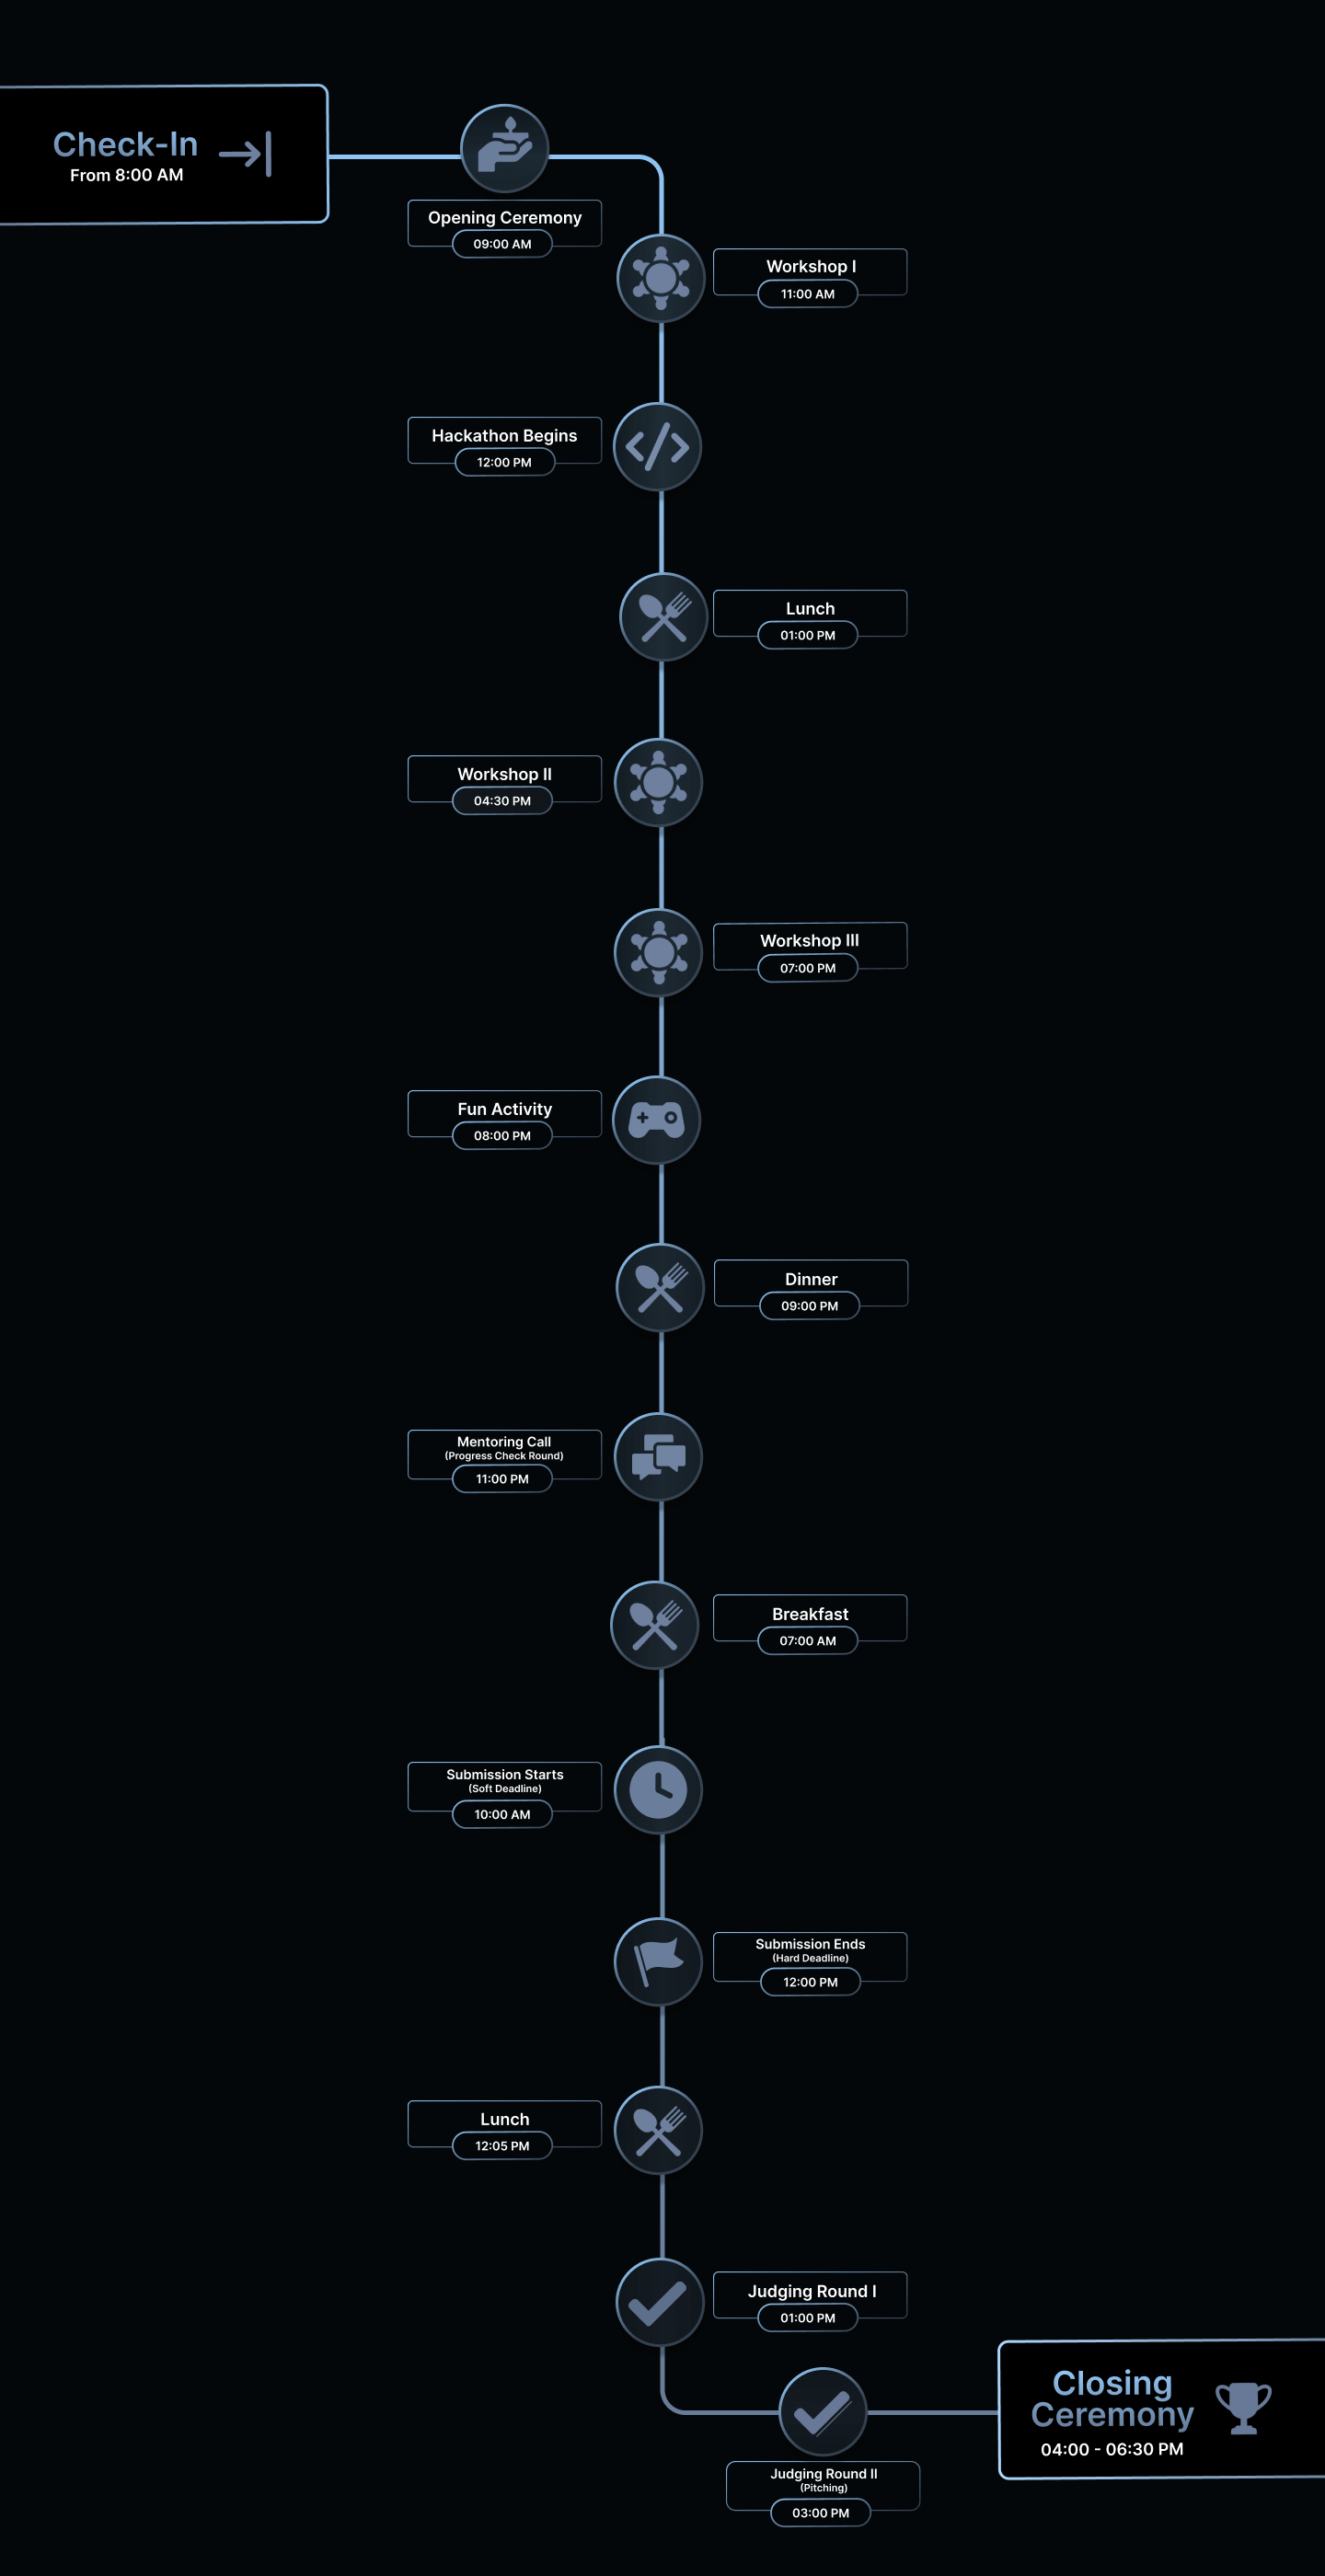 Check-In
From 8:00 AM
Opening Ceremony
09:00 AM
Workshop I
11:00 AM
Hackathon Begins
12:00 PM
Lunch
01:00 PM
Workshop II
04:30 PM
Workshop III
07:00 PM
Fun Activity
08:00 PM
Dinner
09:00 PM
Mentoring Call
(Progress Check Round)
11:00 PM
Breakfast
07:00 AM
Submission Starts
(Soft Deadline)
10:00 AM
Submission Ends
(Hard Deadline)
12:00 PM
Lunch
12:05 PM
Judging Round I
01:00 PM
Judging Round II
(Pitching)
03:00 PM
Closing
Ceremony
04:00 - 06:30 PM